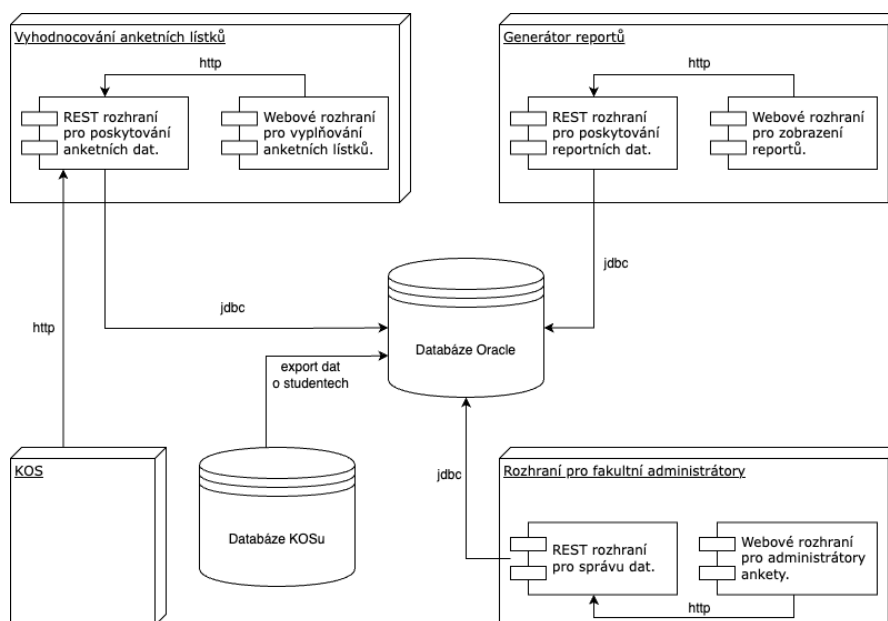 Vyhodnocování anketních lístků
http
REST rozhraní
pro poskytování
anketních dat.
Webové rozhraní
pro vyplňování
anketních lístků.
Generátor reportů
http
REST rozhraní
pro poskytování
reportních dat.
Webové rozhraní
pro zobrazení
reportů.
jdbc
jdbc
http
Databáze Oracle
export dat
o studentech
KOS
Databáze KOSu
jdbc
Rozhraní pro fakultní administrátory
REST rozhraní
pro správu dat.
Webové rozhraní
pro administrátory
ankety.
http